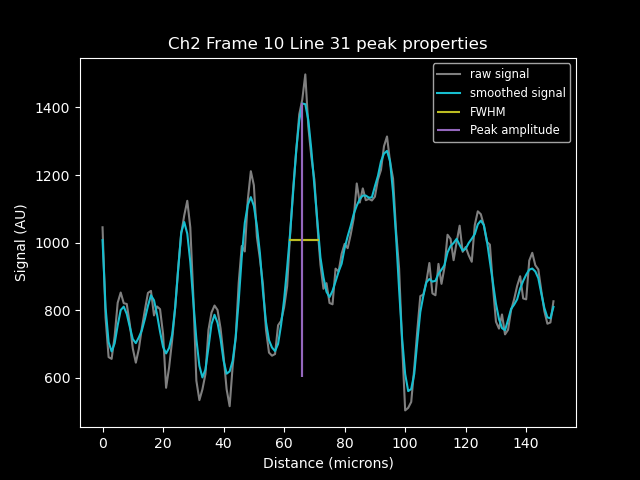 Ch2 Frame 10 Line 31 peak properties
raw signal
smoothed signal
FWHM
Peak amplitude
1400
1200
1000
800
600
Signal (AU)
0 20 40 60 80 100 120 140
Distance (microns)